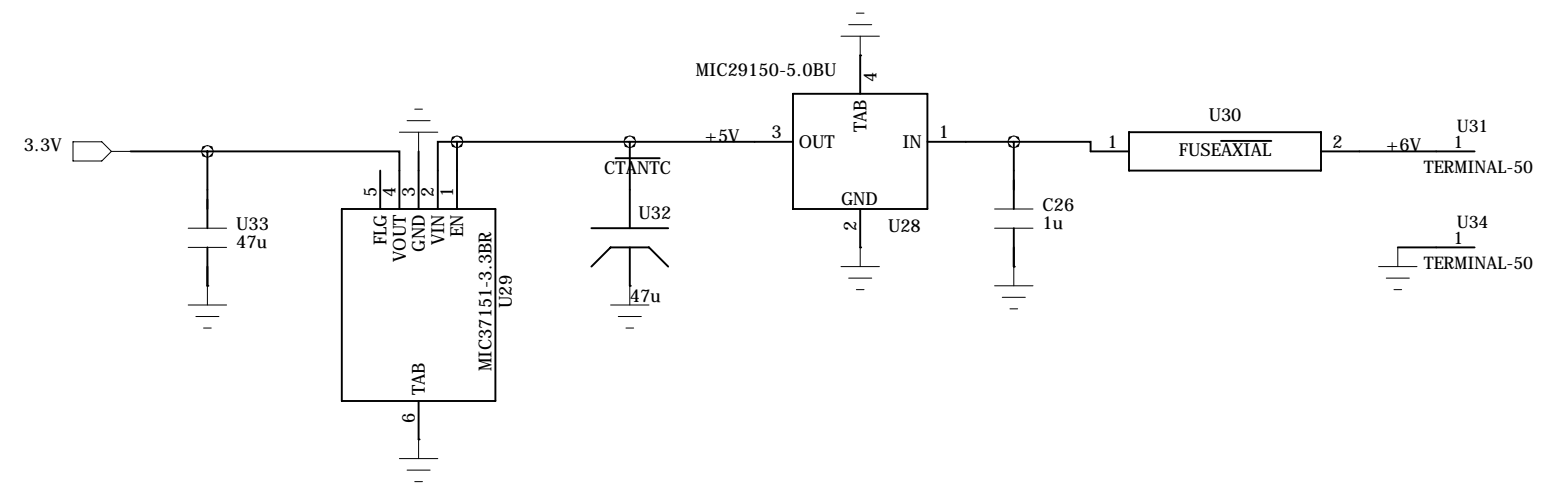 MIC29150-5.0BU
4
TAB
U30
3.3V
+5V
3
OUT
IN
1
1
FUSEAXIAL
2
+6V
U31
1
TERMINAL-50
CTANTC
5
4
3
2
1
FLG
VOUT
GND
VIN
EN
U33
47u
U32
GND
2
U28
C26
1u
U34
1
TERMINAL-50
MIC37151-3.3BR
U29
47u
TAB
6